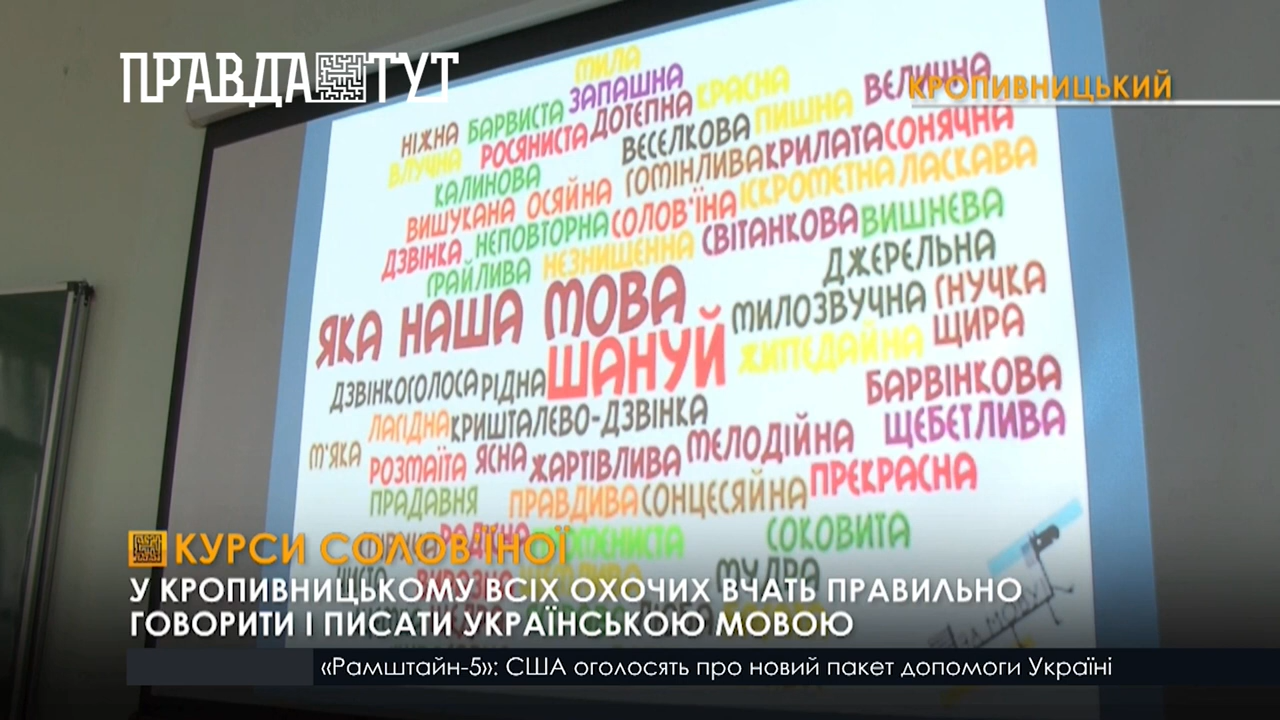 ПРАВДА ТУТ
КРОПИВНИЦЬКИЙ
МИЛА
НІЖНА БАРВИСТА ЗАПАШНА КРАСНА ВЕЛИЧНА
ВЛУЧНА РОСЯНИСТА ДОТЕПНА ВЕСЕЛКОВА ПИШНА
КАЛИНОВА ГОМІНЛИВА КРИЛАТА СОНЯЧНА
ВИШУКАНА ОСЯЙНА СОЛОВ'ЇНА ІСКРОМЕТНА ЛАСКАВА
ДЗВІНКА НЕПОВТОРНА НЕЗНИЩЕННА СВІТАНКОВА ВИШНЄВА
ГРАЙЛИВА ДЖЕРЕЛЬНА
ЯКА НАША МОВА МИЛОЗВУЧНА ГНУЧКА
ШАНУЙ ЖИТТЄДАЙНА ЩИРА
ДЗВІНКОГОЛОСА РІДНА БАРВІНКОВА
ЛАГІДНА КРИШТАЛЕВО-ДЗВІНКА ЩЕБЕТЛИВА
М'ЯКА РОЗМАЇТА ЯСНА ЖАРТІВЛИВА МЕЛОДІЙНА
ПРАДАВНЯ ПРАВДИВА СОНЦЕСЯЙНА ПРЕКРАСНА
СОКОВИТА
МУДРА
КУРСИ СОЛОВ'ЇНОЇ
У КРОПИВНИЦЬКОМУ ВСІХ ОХОЧИХ ВЧАТЬ ПРАВИЛЬНО
ГОВОРИТИ І ПИСАТИ УКРАЇНСЬКОЮ МОВОЮ
«Рамштайн-5»: США оголосять про новий пакет допомоги Україні